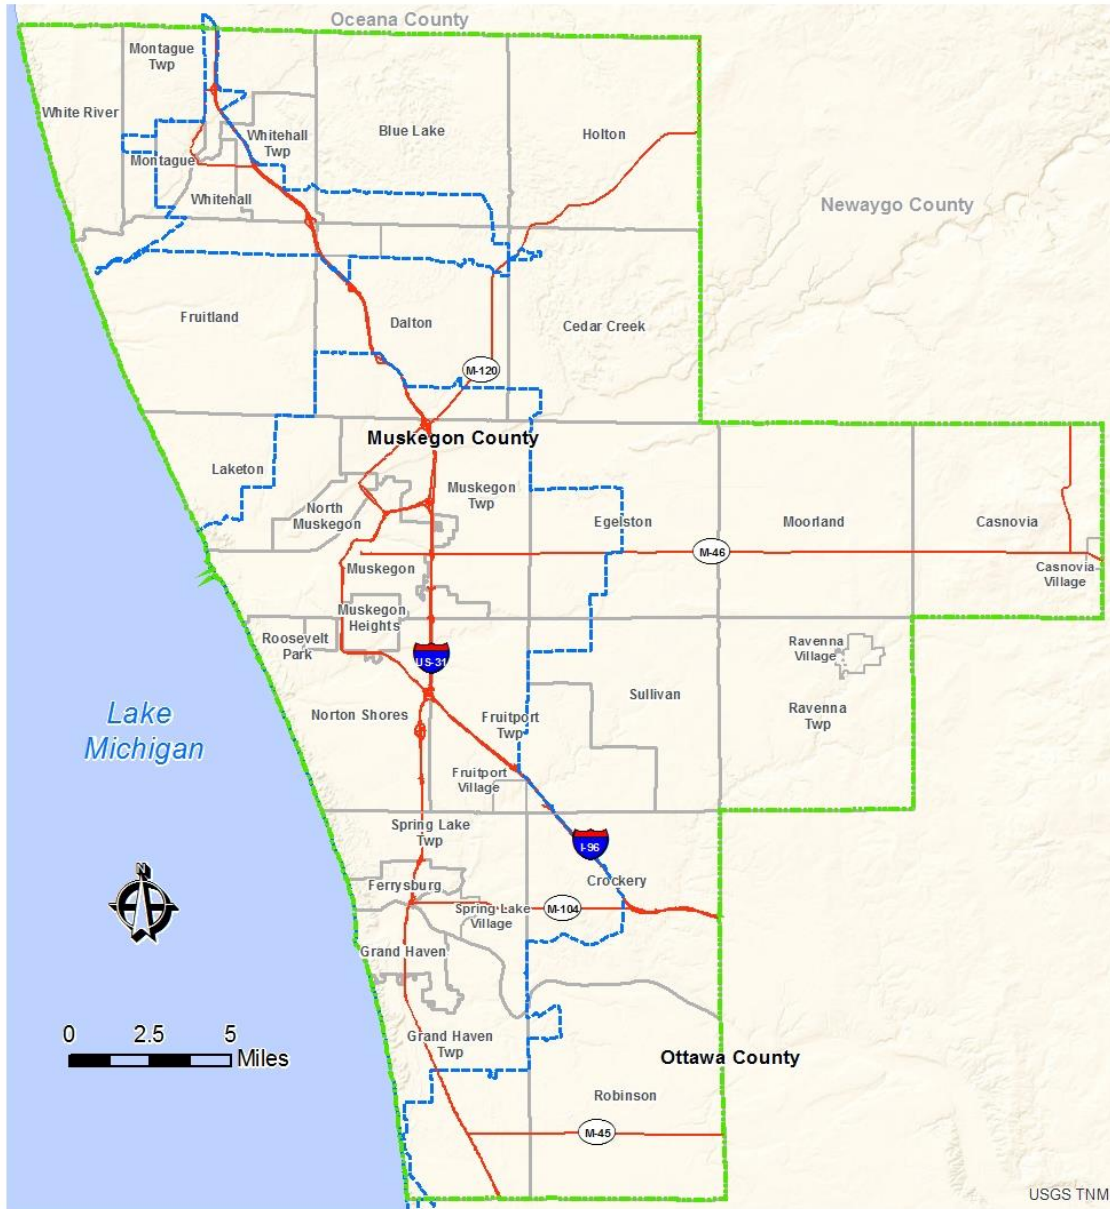 Oceana County
Montague
Twp
White River
Whitehall
Twp
Blue Lake
Holton
Montague
Whitehall
Newaygo County
Fruitland
Dalton
Cedar Creek
M-120
Muskegon County
Laketon
Muskegon
Twp
North
Muskegon
Egelston
Moorland
Casnovia
M-46
Casnovia
Village
Muskegon
Muskegon
Heights
Roosevelt
Park
US-31
Ravenna
Village
Sullivan
Norton Shores
Fruitport
Twp
Ravenna
Twp
Lake
Michigan
Fruitport
Village
Spring Lake
Twp
I-96
Crockery
Ferrysburg
Spring Lake
Village
M-104
N
Grand Haven
0 2.5 5
Miles
Grand Haven
Twp
Ottawa County
Robinson
M-45
USGS TNM